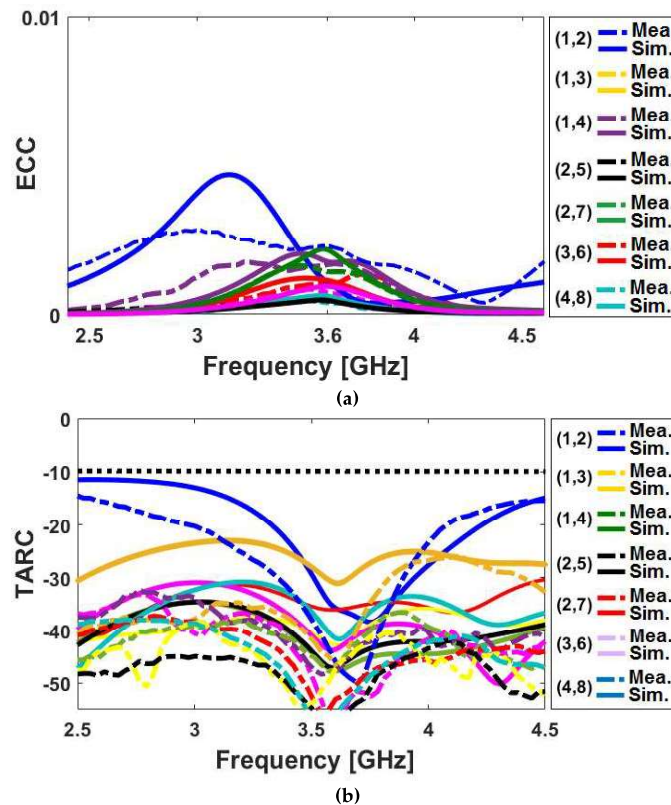 0.01
ECC
0
2.5
3
3.6
4
4.5
Frequency [GHz]
(1,2) Mea. Sim.
(1,3) Mea. Sim.
(1,4) Mea. Sim.
(2,5) Mea. Sim.
(2,7) Mea. Sim.
(3,6) Mea. Sim.
(4,8) Mea. Sim.
(a)
0
-10
-20
-30
-40
-50
TARC
2.5
3
3.5
4
4.5
Frequency [GHz]
(1,2) Mea. Sim.
(1,3) Mea. Sim.
(1,4) Mea. Sim.
(2,5) Mea. Sim.
(2,7) Mea. Sim.
(3,6) Mea. Sim.
(4,8) Mea. Sim.
(b)